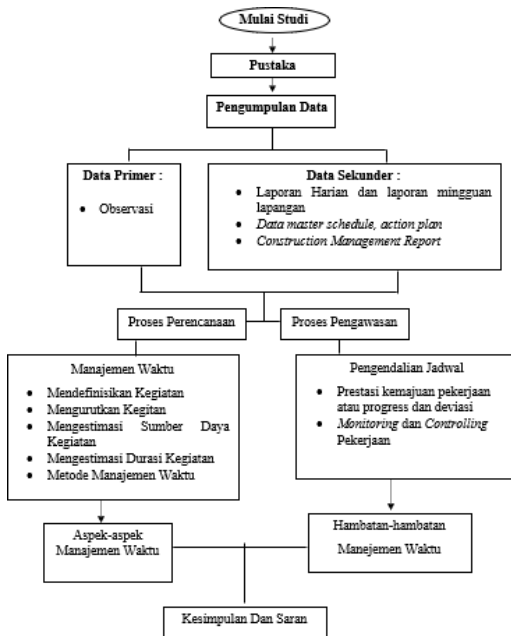 Mulai Studi
Pustaka
Pengumpulan Data
Data Primer :
• Observasi
Data Sekunder :
• Laporan Harian dan laporan mingguan
lapangan
• Data master schedule, action plan
• Construction Management Report
Proses Perencanaan
Proses Pengawasan
Manajemen Waktu
• Mendefinisikan Kegiatan
• Mengurutkan Kegitan
• Mengestimasi Sumber Daya
Kegiatan
• Mengestimasi Durasi Kegiatan
• Metode Manajemen Waktu
Pengendalian Jadwal
• Prestasi kemajuan pekerjaan
atau progress dan deviasi
• Monitoring dan Controlling
Pekerjaan
Aspek-aspek
Manajemen Waktu
Hambatan-hambatan
Manejemen Waktu
Kesimpulan Dan Saran